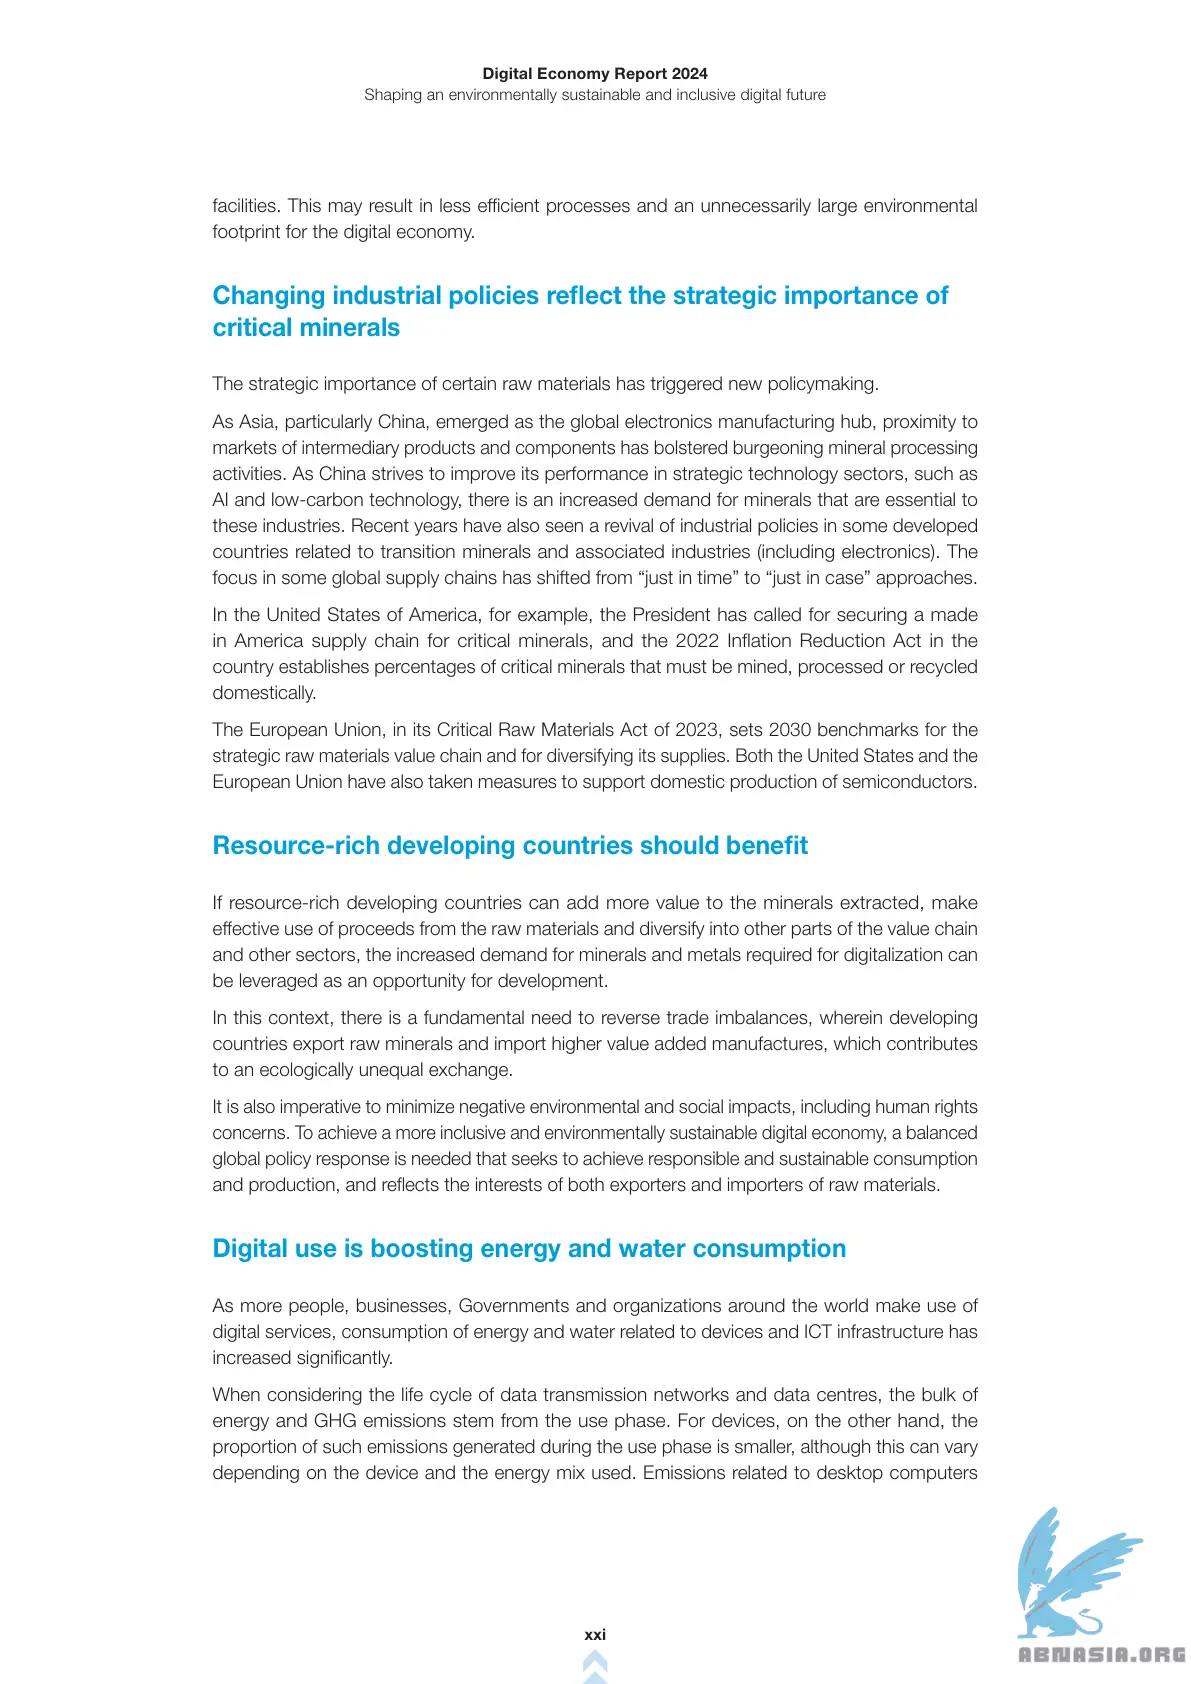 Digital Economy Report 2024
Shaping an environmentally sustainable and inclusive digital future
facilities. This may result in less efficient processes and an unnecessarily large environmental
footprint for the digital economy.
Changing industrial policies reflect the strategic importance of
critical minerals
The strategic importance of certain raw materials has triggered new policymaking.
As Asia, particularly China, emerged as the global electronics manufacturing hub, proximity to
markets of intermediary products and components has bolstered burgeoning mineral processing
activities. As China strives to improve its performance in strategic technology sectors, such as
AI and low-carbon technology, there is an increased demand for minerals that are essential to
these industries. Recent years have also seen a revival of industrial policies in some developed
countries related to transition minerals and associated industries (including electronics). The
focus in some global supply chains has shifted from “just in time” to “just in case” approaches.
In the United States of America, for example, the President has called for securing a made
in America supply chain for critical minerals, and the 2022 Inflation Reduction Act in the
country establishes percentages of critical minerals that must be mined, processed or recycled
domestically.
The European Union, in its Critical Raw Materials Act of 2023, sets 2030 benchmarks for the
strategic raw materials value chain and for diversifying its supplies. Both the United States and the
European Union have also taken measures to support domestic production of semiconductors.
Resource-rich developing countries should benefit
If resource-rich developing countries can add more value to the minerals extracted, make
effective use of proceeds from the raw materials and diversify into other parts of the value chain
and other sectors, the increased demand for minerals and metals required for digitalization can
be leveraged as an opportunity for development.
In this context, there is a fundamental need to reverse trade imbalances, wherein developing
countries export raw minerals and import higher value added manufactures, which contributes
to an ecologically unequal exchange.
It is also imperative to minimize negative environmental and social impacts, including human rights
concerns. To achieve a more inclusive and environmentally sustainable digital economy, a balanced
global policy response is needed that seeks to achieve responsible and sustainable consumption
and production, and reflects the interests of both exporters and importers of raw materials.
Digital use is boosting energy and water consumption
As more people, businesses, Governments and organizations around the world make use of
digital services, consumption of energy and water related to devices and ICT infrastructure has
increased significantly.
When considering the life cycle of data transmission networks and data centres, the bulk of
energy and GHG emissions stem from the use phase. For devices, on the other hand, the
proportion of such emissions generated during the use phase is smaller, although this can vary
depending on the device and the energy mix used. Emissions related to desktop computers
xxi
ABNASIA.ORG